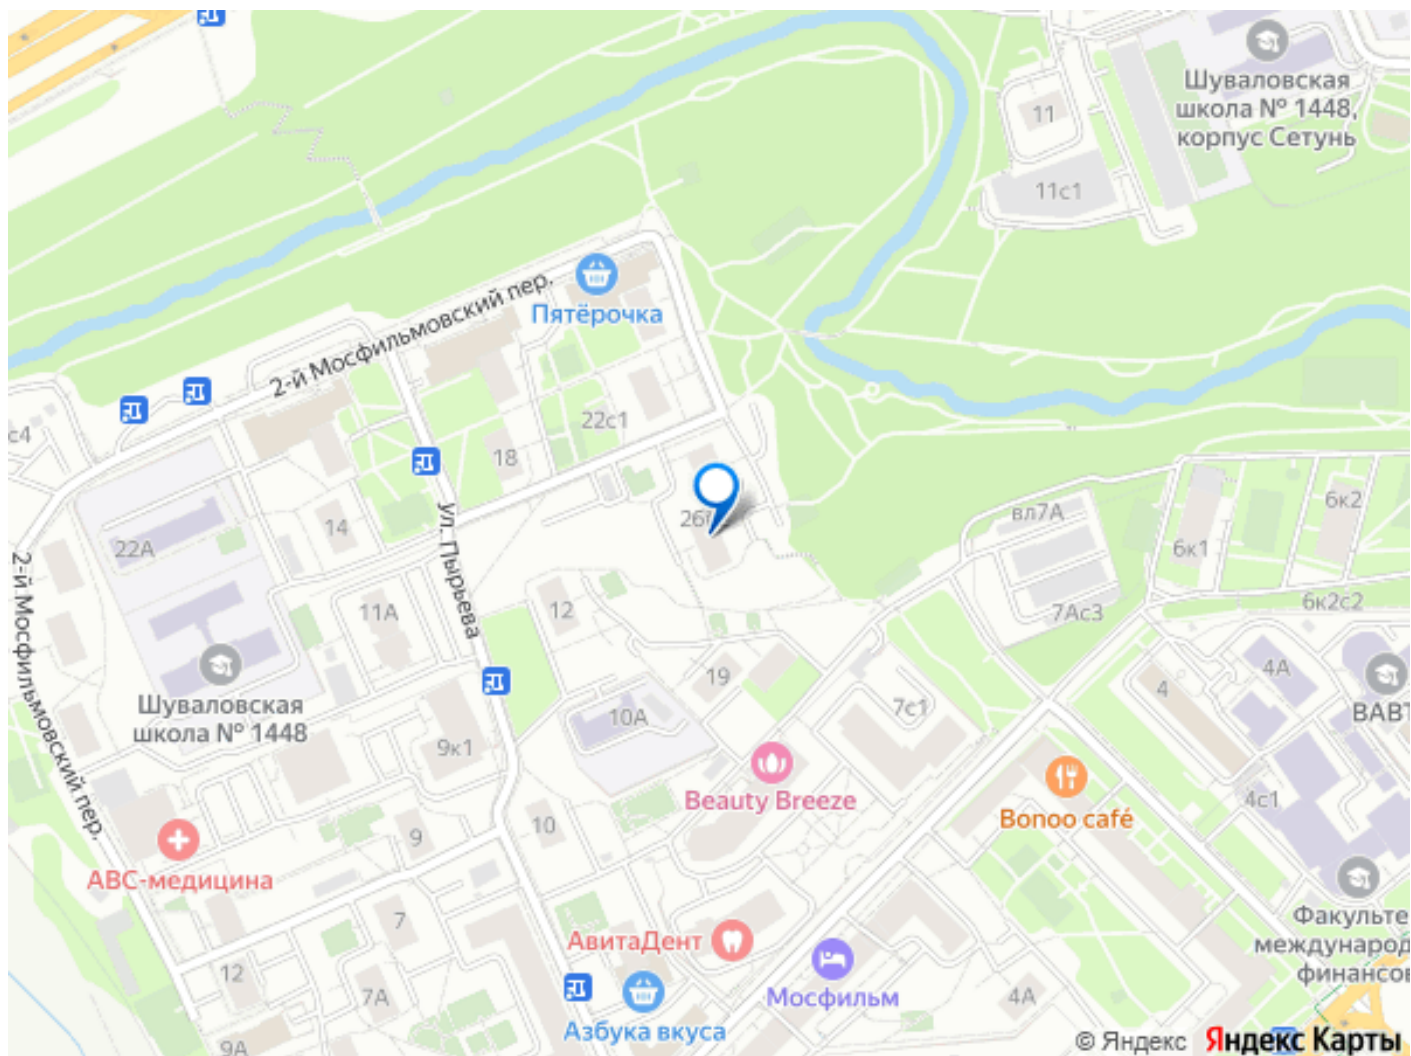 Шуваловская
школа № 1448,
корпус Сетунь
11
11с1
Пятёрочка
2-й Мосфильмовский пер.
с4
22с1
18
14
22А
ул. Пырьева
2-й Мосфильмовский пер.
вл7А
6к1
6к2
6к2с2
7Ас3
11А
12
19
4А
4
ВАВТ
Шуваловская
школа № 1448
10А
7с1
9к1
Beauty Breeze
Bonoo café
4с1
10
9
АВС-медицина
7
АвитаДент
Факульте
международ
финансов
12
7А
Мосфильм
4А
Азбука вкуса
9А
© Яндекс Яндекс Карты